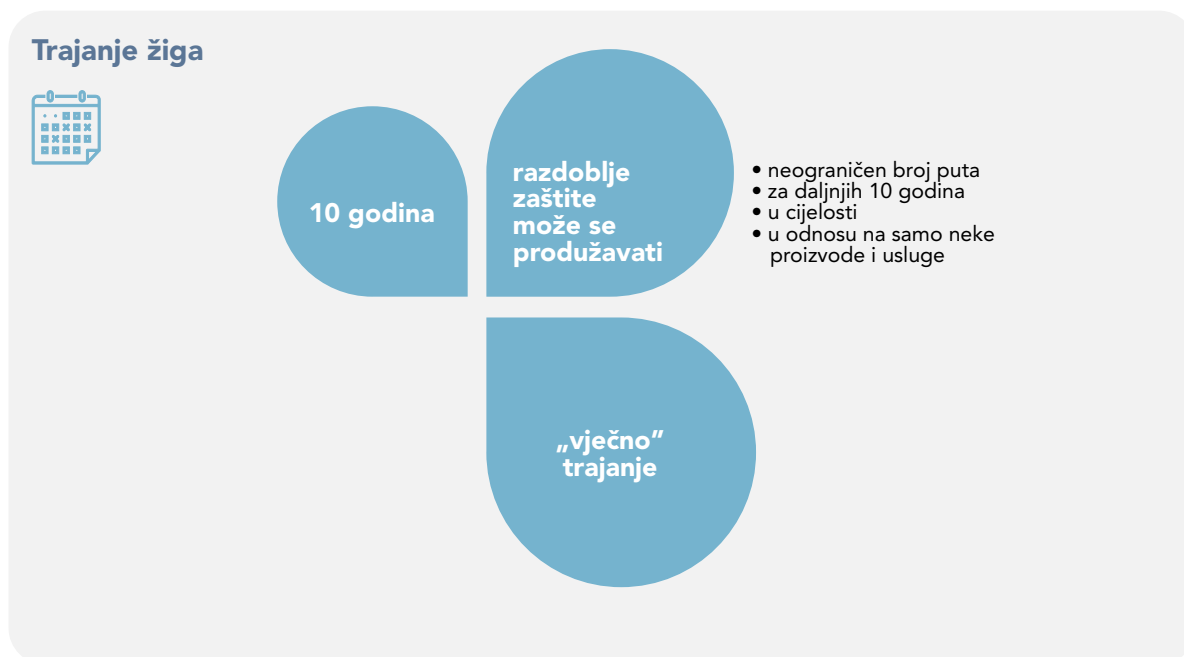 Trajanje žiga
10 godina
razdoblje
zaštite
može se
produžavati
• neograničen broj puta
• za daljnjih 10 godina
• u cijelosti
• u odnosu na samo neke
proizvode i usluge
„vječno”
trajanje